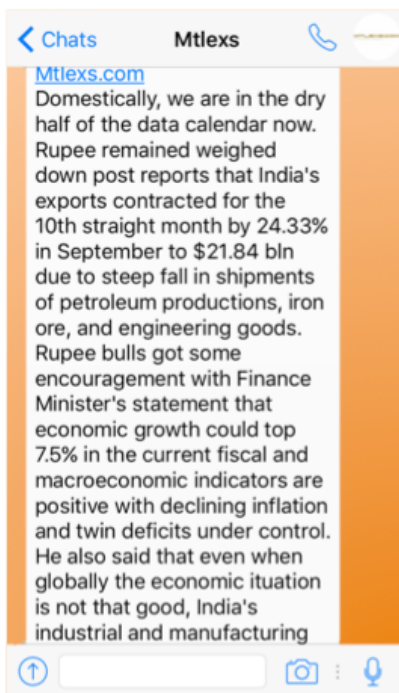 Chats
Mtlexs
Mtlexs.com
Domestically, we are in the dry
half of the data calendar now.
Rupee remained weighed
down post reports that India's
exports contracted for the
10th straight month by 24.33%
in September to $21.84 bln
due to steep fall in shipments
of petroleum productions, iron
ore, and engineering goods.
Rupee bulls got some
encouragement with Finance
Minister's statement that
economic growth could top
7.5% in the current fiscal and
macroeconomic indicators are
positive with declining inflation
and twin deficits under control.
He also said that even when
globally the economic ituation
is not that good, India's
industrial and manufacturing